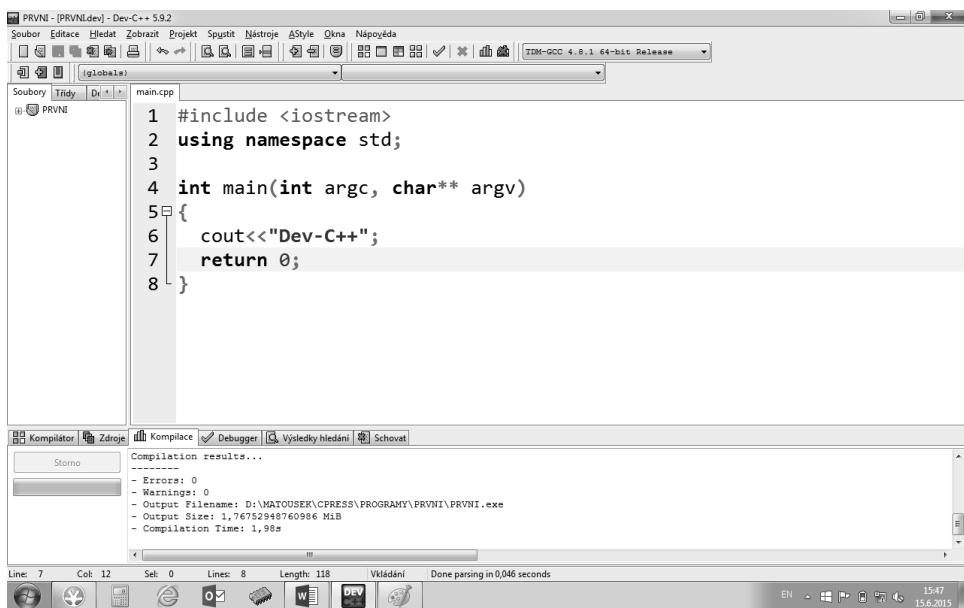 PRVNI - [PRVNI.dev] - Dev-C++ 5.9.2
Soubor Editace Hledat Zobrazit Projekt Spustit Nástroje AStyle Okna Nápověda
TDM-GCC 4.8.1 64-bit Release
(globals)
Soubory Třídy
main.cpp
PRVNI
1 #include <iostream>
2 using namespace std;
3
4 int main(int argc, char** argv)
5 {
6 cout<<"Dev-C++";
7 return 0;
8 }
Kompilátor Zdroje Kompilace Debugger Výsledky hledání Schovat
Storno
Compilation results...
--------
- Errors: 0
- Warnings: 0
- Output Filename: D:\MATOUSEK\CPRESS\PROGRAMY\PRVNI\PRVNI.exe
- Output Size: 1,76752948760986 MiB
- Compilation Time: 1,98s
Line: 7 Col: 12 Sel: 0 Lines: 8 Length: 118 Vkládání Done parsing in 0,046 seconds
DEV
EN
15:47
15.6.2015